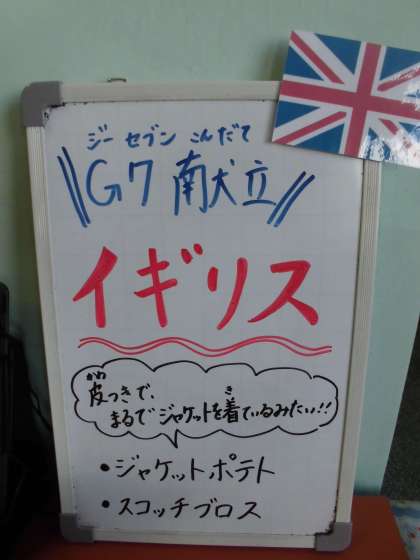 ジーセブン こんだて
G7 献立
イギリス
かわ
皮つきで、
き
まるでジャケットを着ているみたい!!
・ジャケットポテト
・スコッチブロス